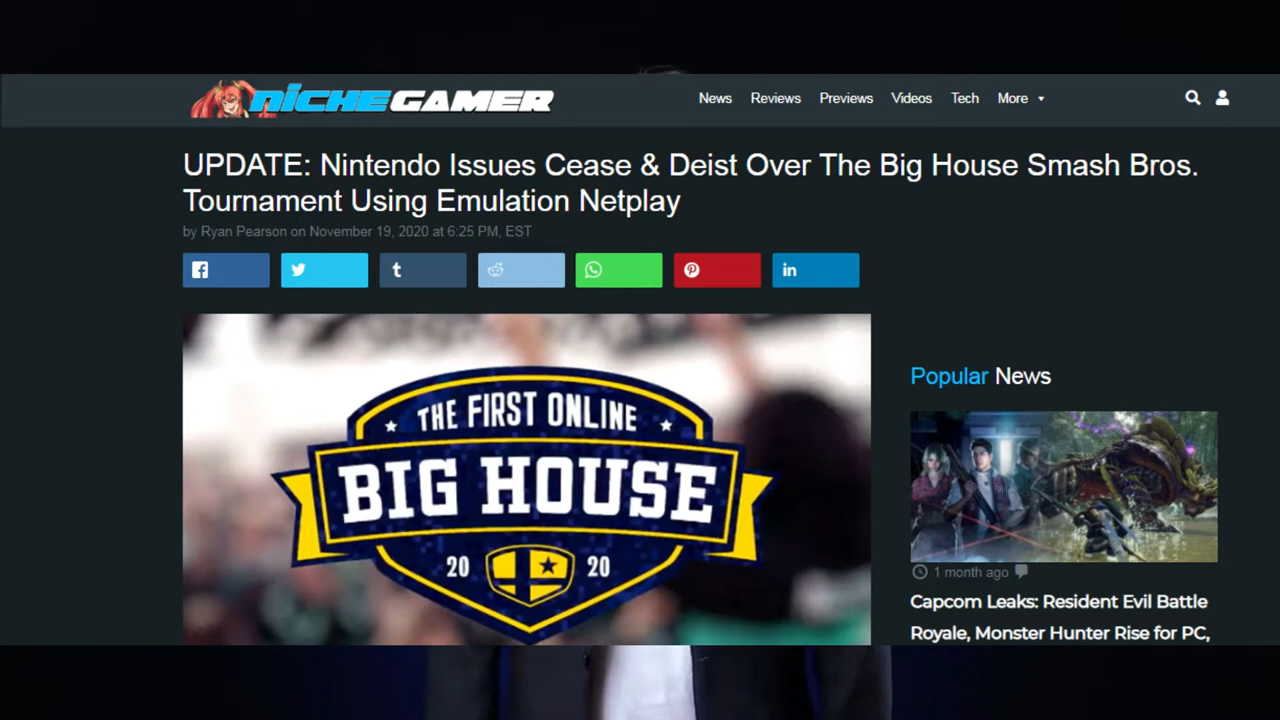 NICHEGAMER
News Reviews Previews Videos Tech More
UPDATE: Nintendo Issues Cease & Deist Over The Big House Smash Bros.
Tournament Using Emulation Netplay
by Ryan Pearson on November 19, 2020 at 6:25 PM, EST
THE FIRST ONLINE
BIG HOUSE
20 20
Popular News
1 month ago
Capcom Leaks: Resident Evil Battle
Royale, Monster Hunter Rise for PC,